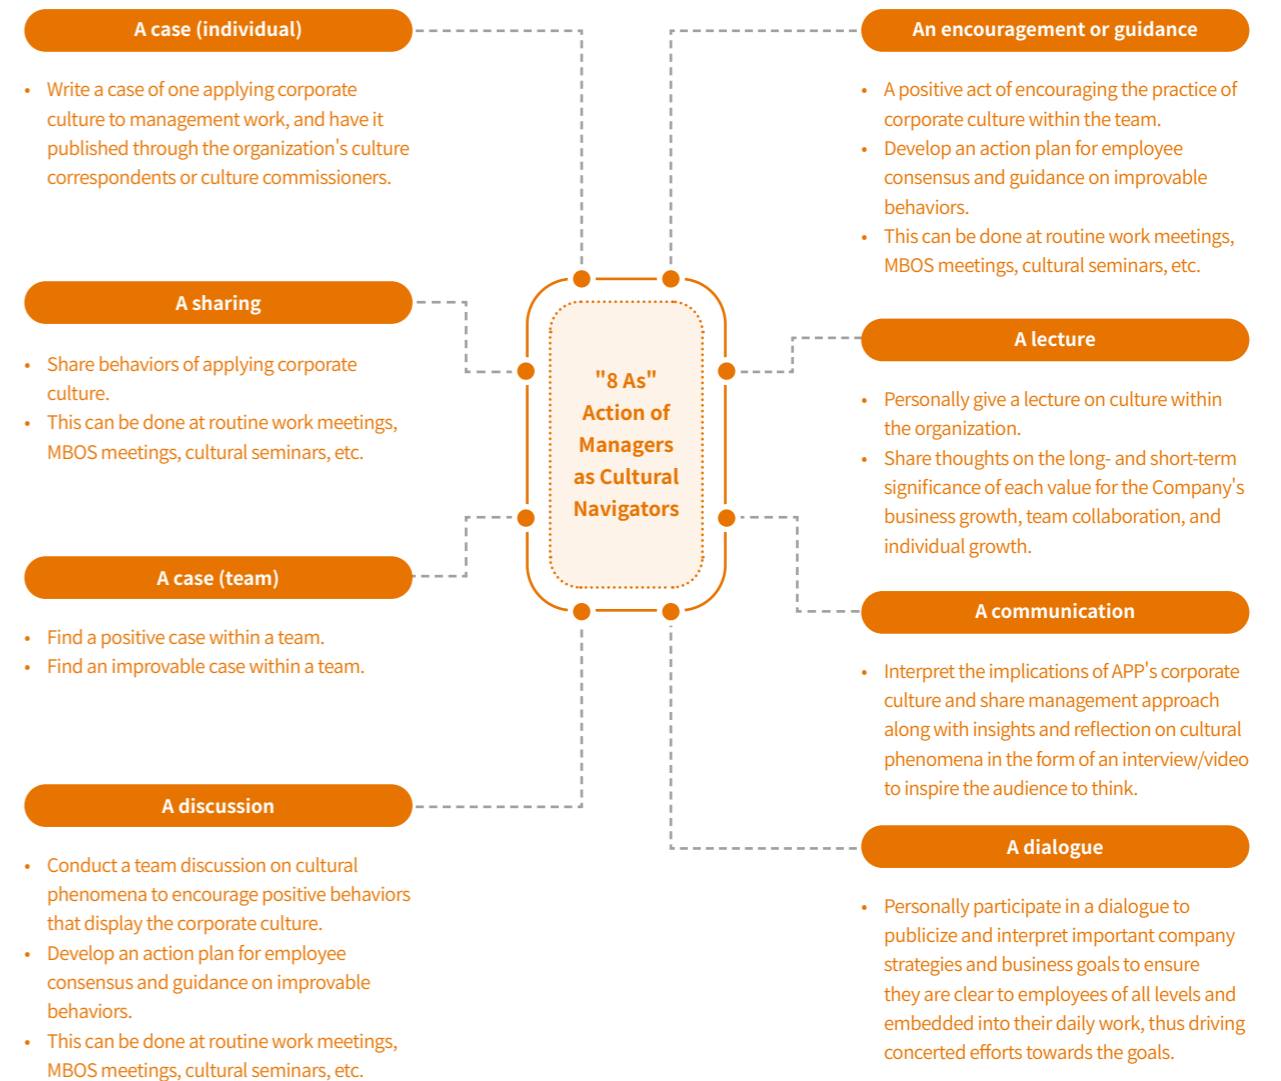 A case (individual)
• Write a case of one applying corporate
culture to management work, and have it
published through the organization's culture
correspondents or culture commissioners.
A sharing
• Share behaviors of applying corporate
culture.
• This can be done at routine work meetings,
MBOS meetings, cultural seminars, etc.
A case (team)
• Find a positive case within a team.
• Find an improvable case within a team.
A discussion
• Conduct a team discussion on cultural
phenomena to encourage positive behaviors
that display the corporate culture.
• Develop an action plan for employee
consensus and guidance on improvable
behaviors.
• This can be done at routine work meetings,
MBOS meetings, cultural seminars, etc.
"8 As"
Action of
Managers
as Cultural
Navigators
An encouragement or guidance
• A positive act of encouraging the practice of
corporate culture within the team.
• Develop an action plan for employee
consensus and guidance on improvable
behaviors.
• This can be done at routine work meetings,
MBOS meetings, cultural seminars, etc.
A lecture
• Personally give a lecture on culture within
the organization.
• Share thoughts on the long- and short-term
significance of each value for the Company's
business growth, team collaboration, and
individual growth.
A communication
• Interpret the implications of APP's corporate
culture and share management approach
along with insights and reflection on cultural
phenomena in the form of an interview/video
to inspire the audience to think.
A dialogue
• Personally participate in a dialogue to
publicize and interpret important company
strategies and business goals to ensure
they are clear to employees of all levels and
embedded into their daily work, thus driving
concerted efforts towards the goals.